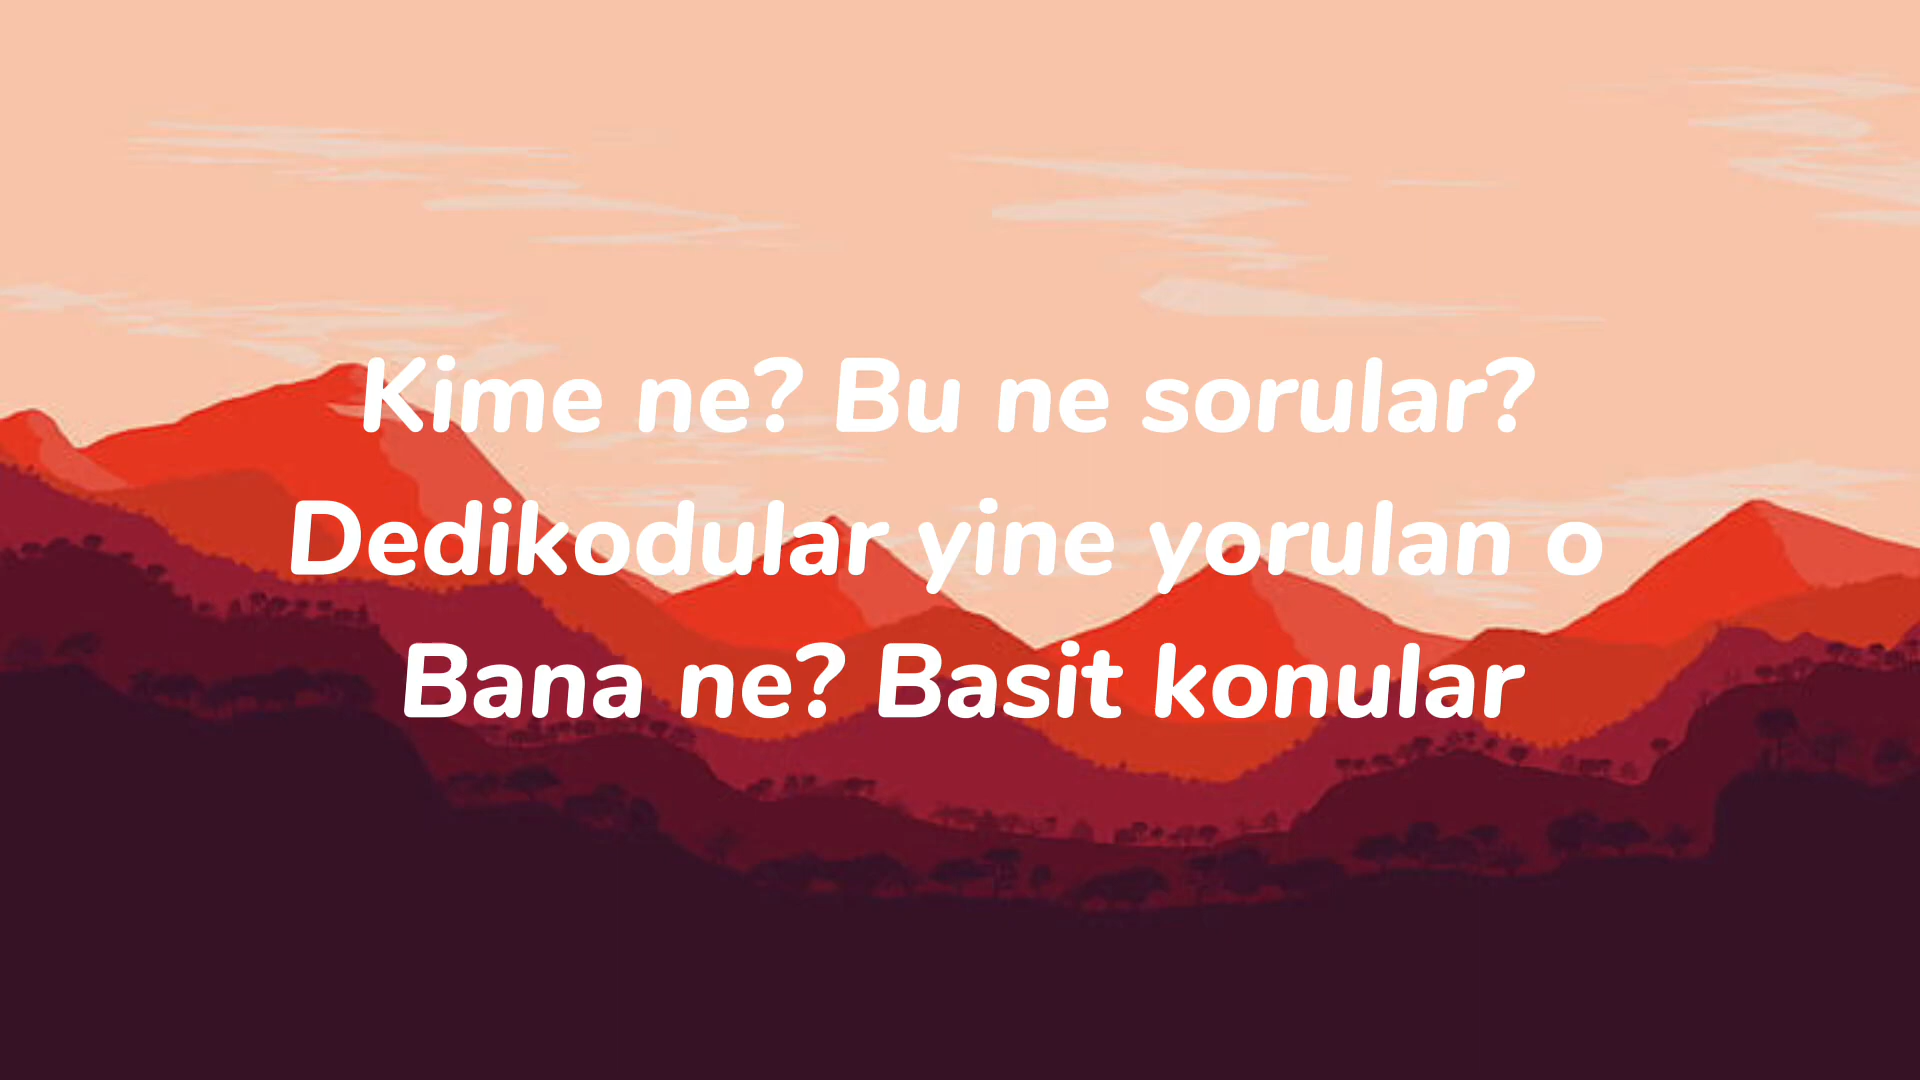 Kime ne? Bu ne sorular?
Dedikodular yine yorulan o
Bana ne? Basit konular